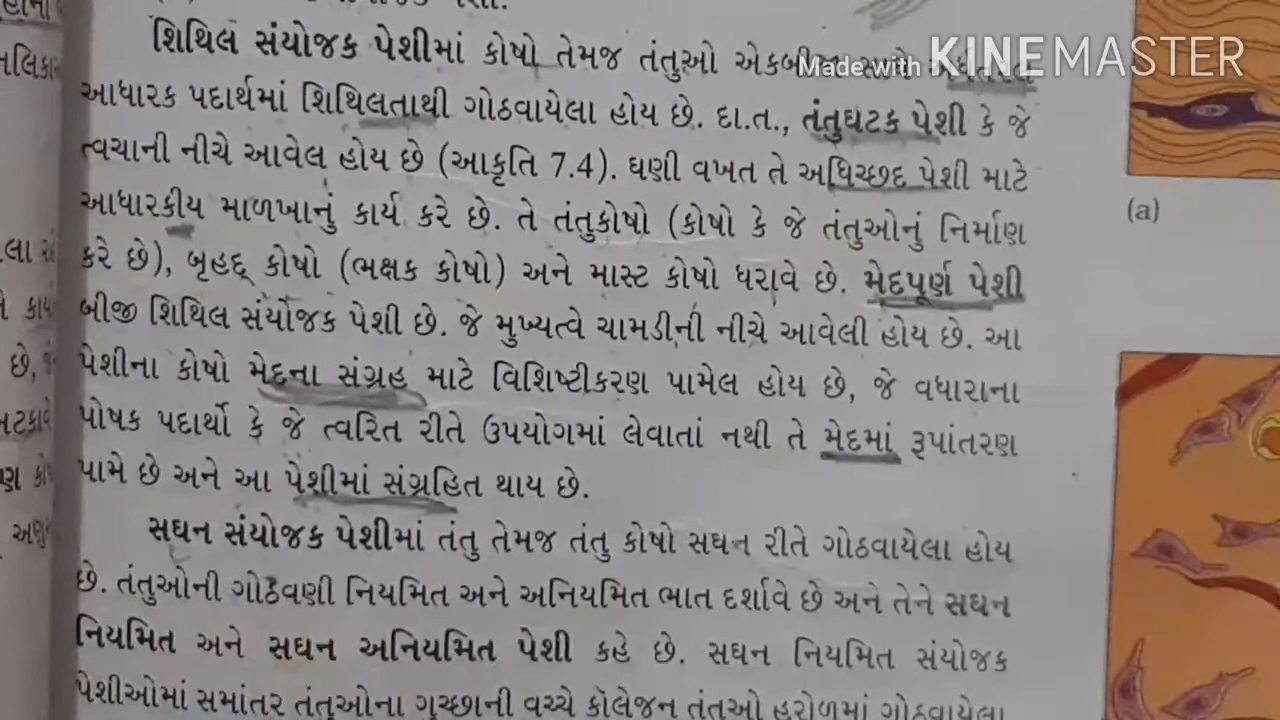 શિથિલ સંયોજક પેશીમાં કોષો તેમજ તંતુઓ
Made with KINEMASTER
આધારક પદાર્થમાં શિથિલતાથી ગોઠવાયેલા હોય છે. દા.ત., તંતુઘટક પેશી કે જે
ત્વચાની નીચે આવેલ હોય છે (આકૃતિ 7.4). ઘણી વખત તે અધિચ્છદ પેશી માટે
આધારકીય માળખાનું કાર્ય કરે છે. તે તંતુકોષો (કોષો કે જે તંતુઓનું નિર્માણ
કરે છે), બૃહદ્ કોષો (ભક્ષક કોષો) અને માસ્ટ કોષો ધરાવે છે. મેદપૂર્ણ પેશી
બીજી શિથિલ સંયોજક પેશી છે. જે મુખ્યત્વે ચામડીની નીચે આવેલી હોય છે. આ
પેશીના કોષો મેદના સંગ્રહ માટે વિશિષ્ટીકરણ પામેલ હોય છે, જે વધારાના
પોષક પદાર્થો કે જે ત્વરિત રીતે ઉપયોગમાં લેવાતાં નથી તે મેદમાં રૂપાંતરણ
પામે છે અને આ પેશીમાં સંગ્રહિત થાય છે.
સઘન સંયોજક પેશીમાં તંતુ તેમજ તંતુ કોષો સઘન રીતે ગોઠવાયેલા હોય
છે. તંતુઓની ગોઠવણી નિયમિત અને અનિયમિત ભાત દર્શાવે છે અને તેને સઘન
નિયમિત અને સઘન અનિયમિત પેશી કહે છે. સઘન નિયમિત સંયોજક
પેશીઓમાં સમાંતર તંતુઓના ગુચ્છાની વચ્ચે કૉલેજન તંતુઓ હરોળમાં ગોઠવાયેલા
(a)